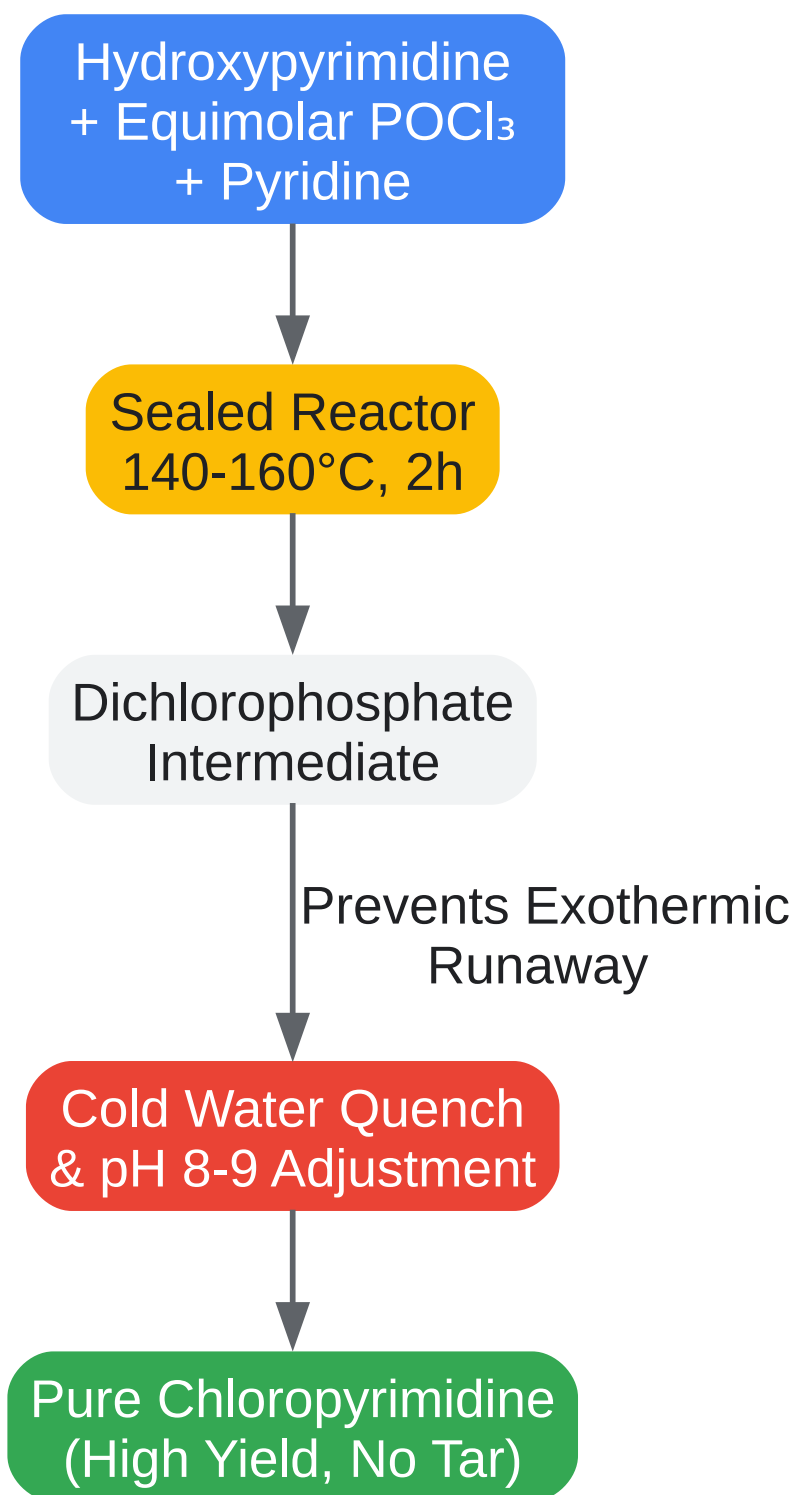 Hydroxypyrimidine
+ Equimolar POCl₃
+ Pyridine
Sealed Reactor
140-160°C, 2h
Dichlorophosphate
Intermediate
Prevents Exothermic
Runaway
Cold Water Quench
& pH 8-9 Adjustment
Pure Chloropyrimidine
(High Yield, No Tar)